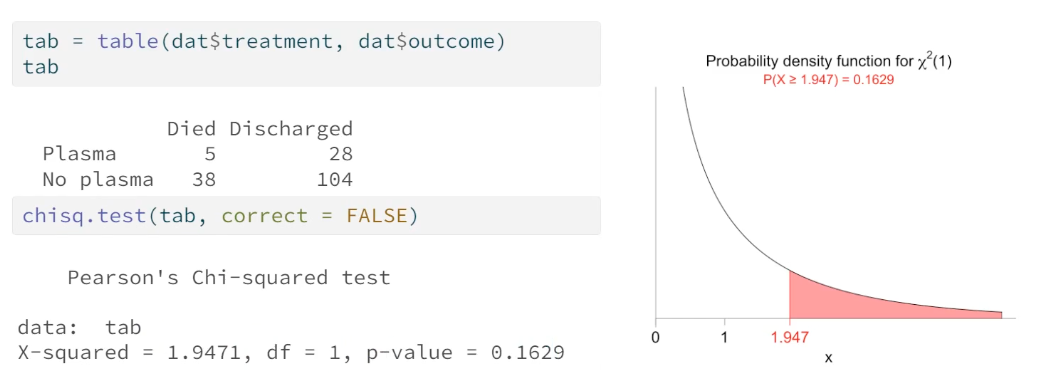 tab = table(dat$treatment, dat$outcome)
tab
Died Discharged
Plasma 5 28
No plasma 38 104
chisq.test(tab, correct = FALSE)
Pearson's Chi-squared test
data: tab
X-squared = 1.9471, df = 1, p-value = 0.1629
Probability density function for χ²(1)
P(X ≥ 1.947) = 0.1629
0 1 1.947
x